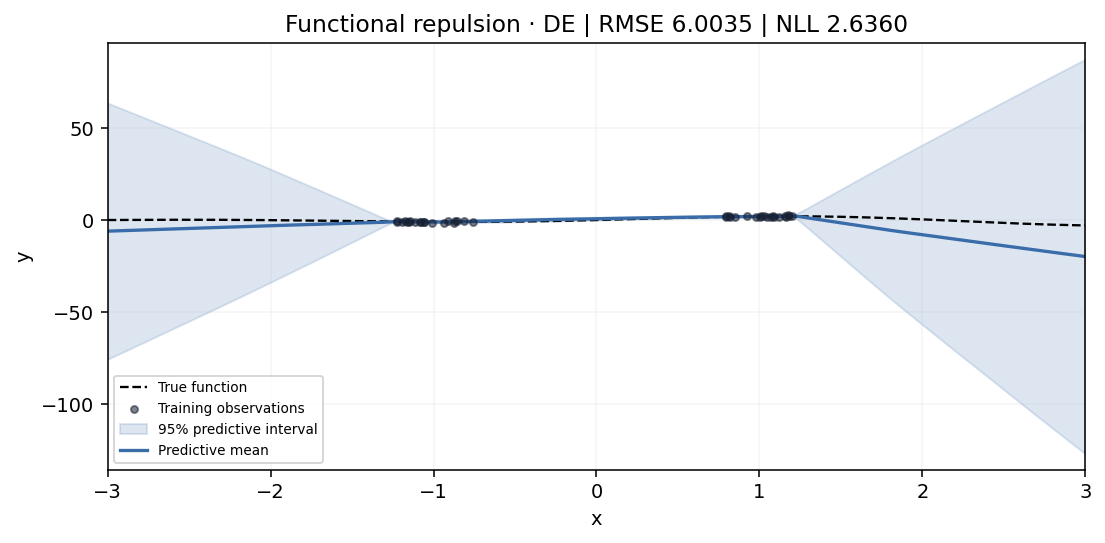 Functional repulsion · DE | RMSE 6.0035 | NLL 2.6360
y
50
0
−50
−100
True function
Training observations
95% predictive interval
Predictive mean
−3
−2
−1
0
1
2
3
x